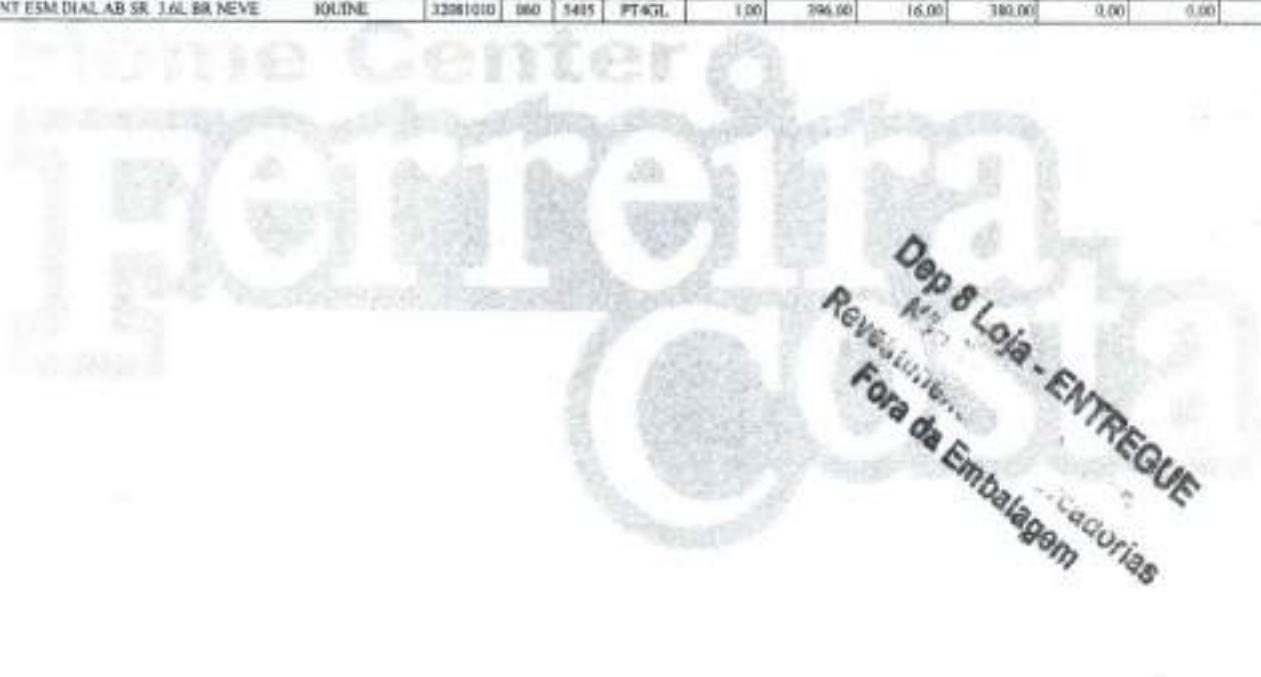 NT ESM DIAL AB SR 3.6L BR NEVE IQUINE 32081010 060 5405 PT4GL 1,00 396,00 16,00 380,00 0,00 0,00
Home Center
Ferreira
Costa
Dep 8 Loja - ENTREGUE
Fora da Embalagem